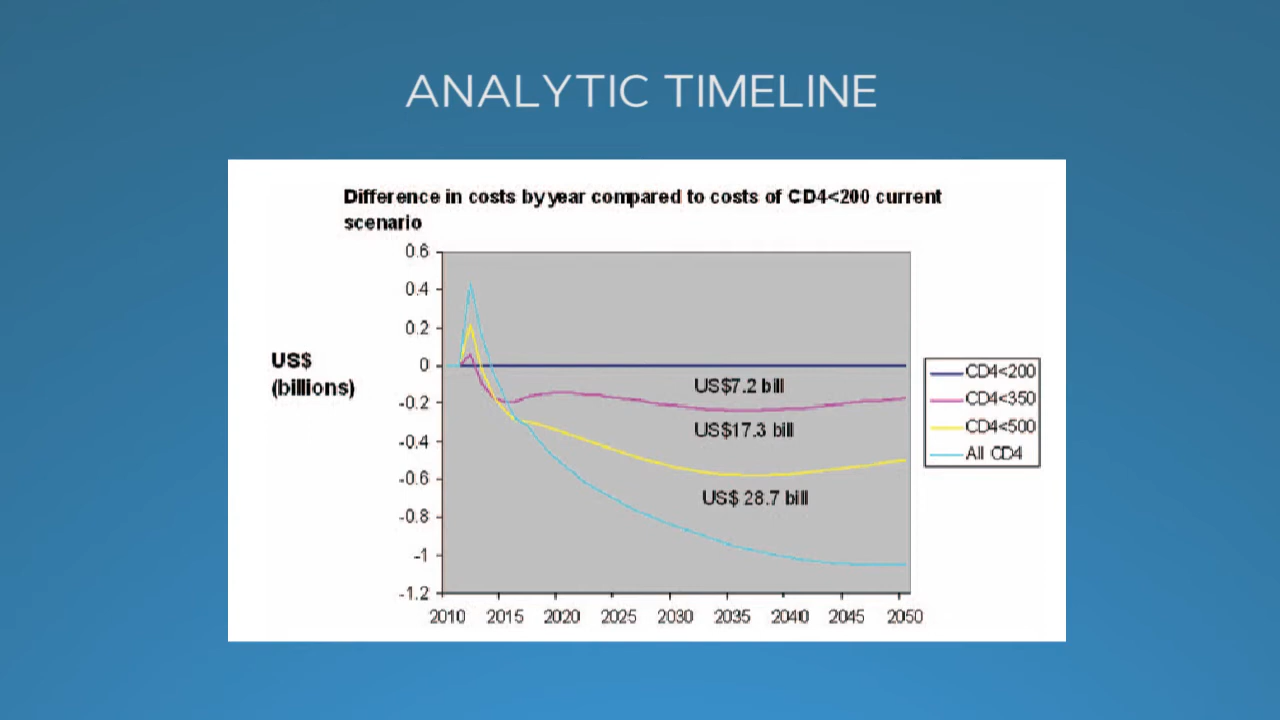 ANALYTIC TIMELINE
Difference in costs by year compared to costs of CD4<200 current
scenario
0.6
0.4
0.2
0
-0.2
-0.4
-0.6
-0.8
-1
-1.2
US$
(billions)
US$7.2 bill
US$17.3 bill
US$ 28.7 bill
CD4<200
CD4<350
CD4<500
All CD4
2010 2015 2020 2025 2030 2035 2040 2045 2050